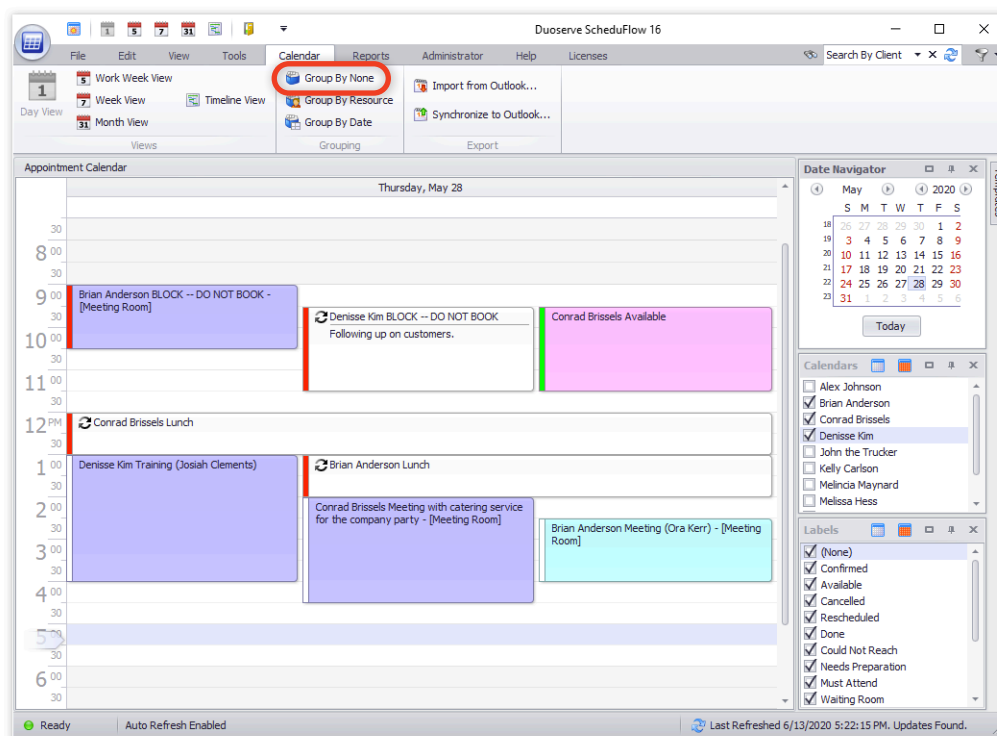 Duoserve ScheduFlow 16
1 5 7 31
File Edit View Tools Calendar Reports Administrator Help Licenses
Search By Client
1
Day View
5 Work Week View
7 Week View
31 Month View
Timeline View
Views
Group By None
Group By Resource
Group By Date
Grouping
Import from Outlook...
Synchronize to Outlook...
Export
Appointment Calendar
Thursday, May 28
30
8 00
30
9 00
30
10 00
30
11 00
30
12 PM
30
1 00
30
2 00
30
3 00
30
4 00
30
5 00
30
6 00
30
Brian Anderson BLOCK -- DO NOT BOOK -
[Meeting Room]
Denisse Kim BLOCK -- DO NOT BOOK
Following up on customers.
Conrad Brissels Available
Conrad Brissels Lunch
Denisse Kim Training (Josiah Clements)
Brian Anderson Lunch
Conrad Brissels Meeting with catering service
for the company party - [Meeting Room]
Brian Anderson Meeting (Ora Kerr) - [Meeting
Room]
Date Navigator
May 2020
S M T W T F S
18 26 27 28 29 30 1 2
19 3 4 5 6 7 8 9
20 10 11 12 13 14 15 16
21 17 18 19 20 21 22 23
22 24 25 26 27 28 29 30
23 31 1 2 3 4 5 6
Today
Calendars
Alex Johnson
Brian Anderson
Conrad Brissels
Denisse Kim
John the Trucker
Kelly Carlson
Melincia Maynard
Melissa Hess
Labels
(None)
Confirmed
Available
Cancelled
Rescheduled
Done
Could Not Reach
Needs Preparation
Must Attend
Waiting Room
Ready
Auto Refresh Enabled
Last Refreshed 6/13/2020 5:22:15 PM. Updates Found.